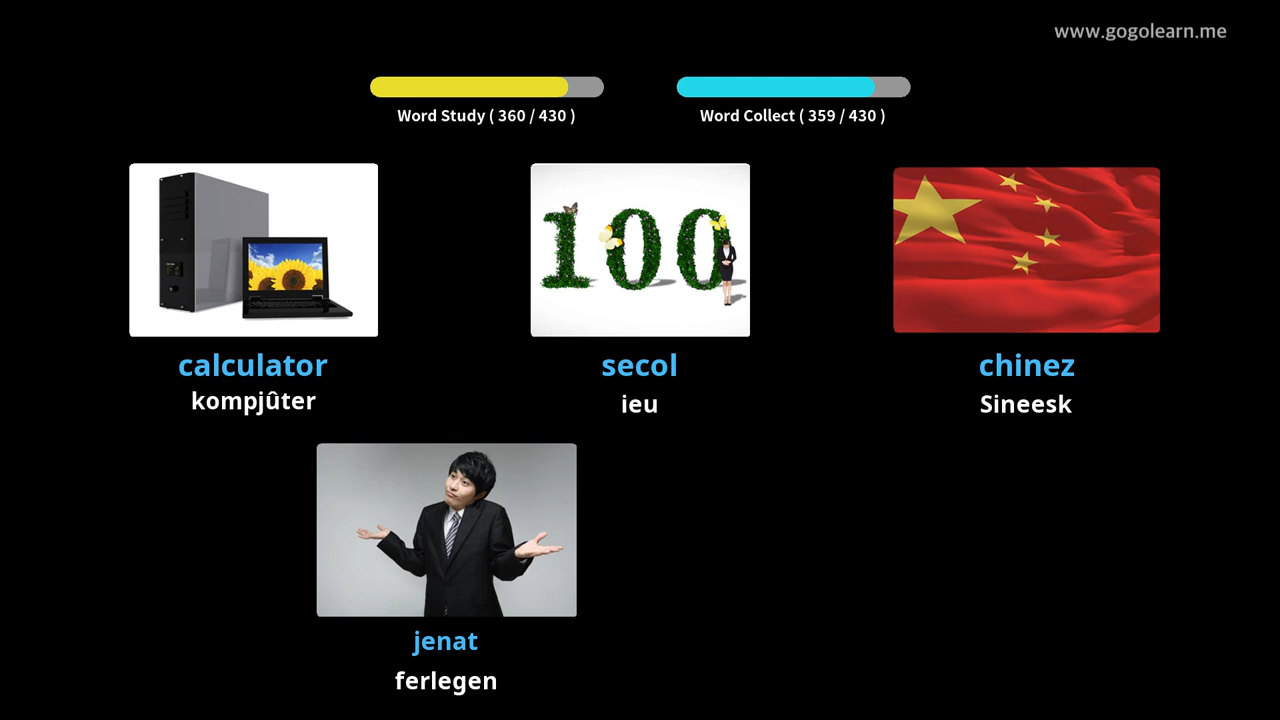 www.gogolearn.me
Word Study ( 360 / 430 )
Word Collect ( 359 / 430 )
100
calculator
kompjûter
secol
ieu
chinez
Sineesk
jenat
ferlegen